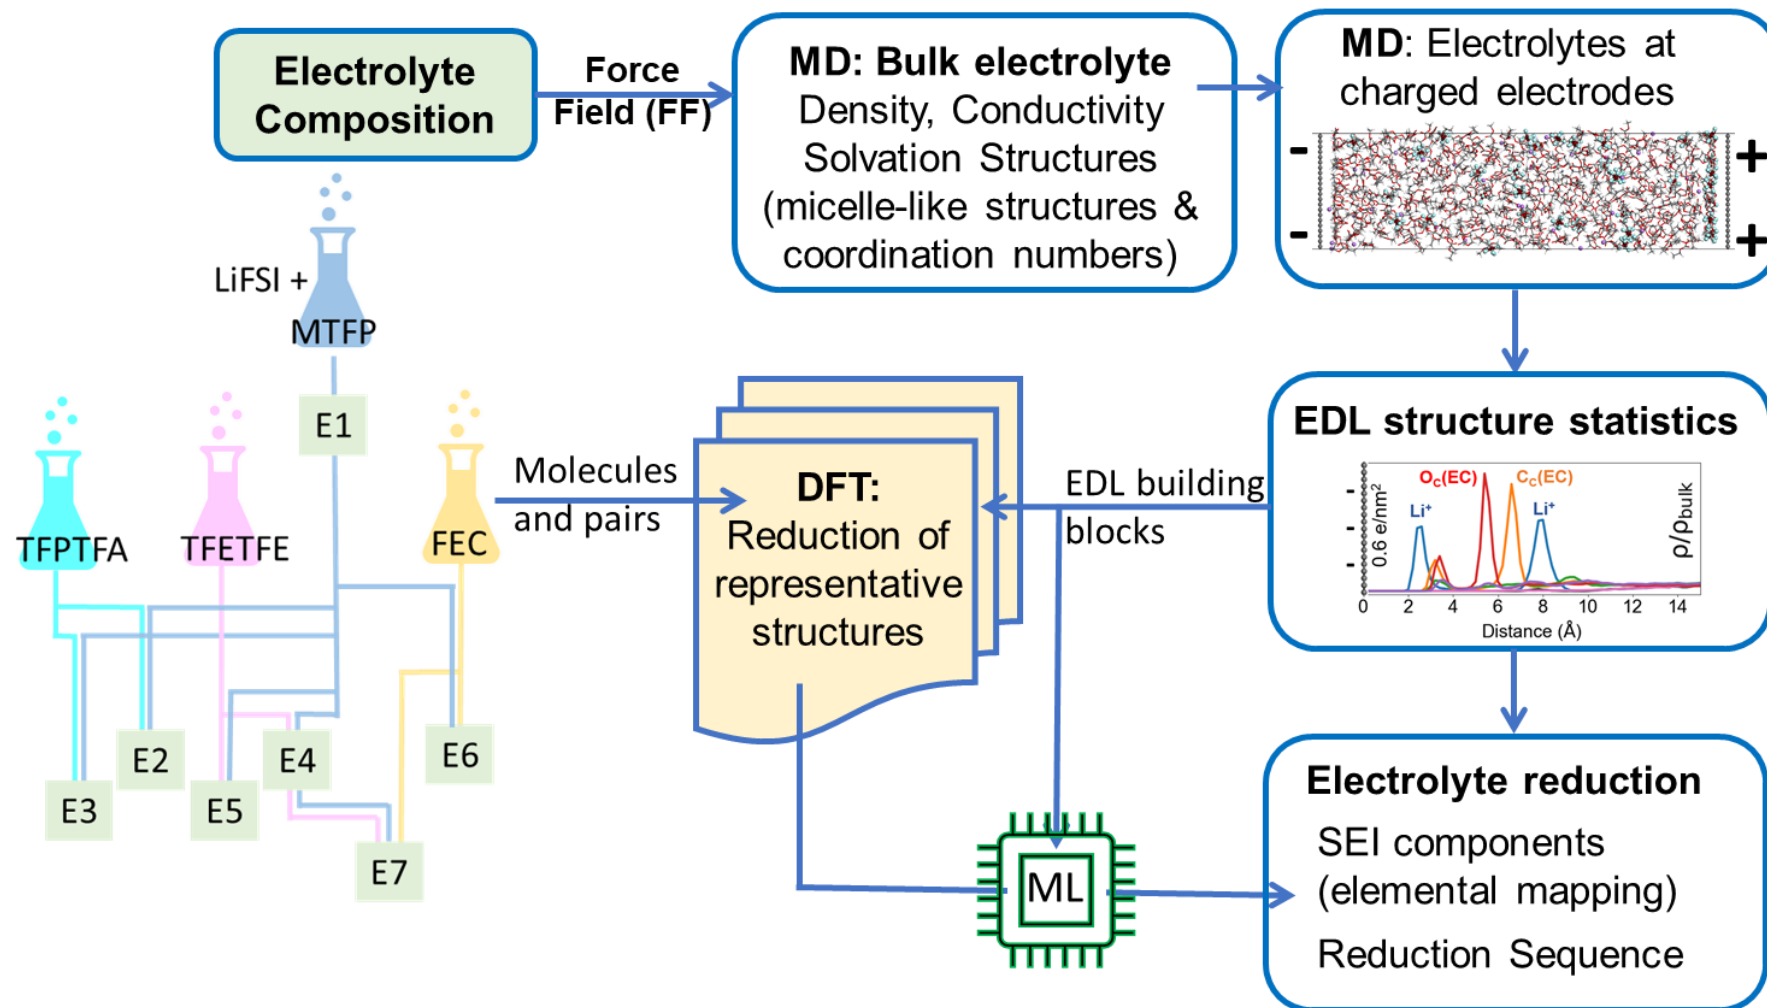 Electrolyte
Composition
Force
Field (FF)
MD: Bulk electrolyte
Density, Conductivity
Solvation Structures
(micelle-like structures &
coordination numbers)
MD: Electrolytes at
charged electrodes
-
+
-
+
LiFSI +
MTFP
E1
TFPTFA
TFETFE
FEC
E2
E3
E4
E5
E6
E7
Molecules
and pairs
DFT:
Reduction of
representative
structures
EDL building
blocks
EDL structure statistics
0.6 e/nm²
-
-
-
Li⁺
O_C(EC)
C_C(EC)
Li⁺
ρ/ρ_bulk
0 2 4 6 8 10 12 14
Distance (Å)
ML
Electrolyte reduction
SEI components
(elemental mapping)
Reduction Sequence